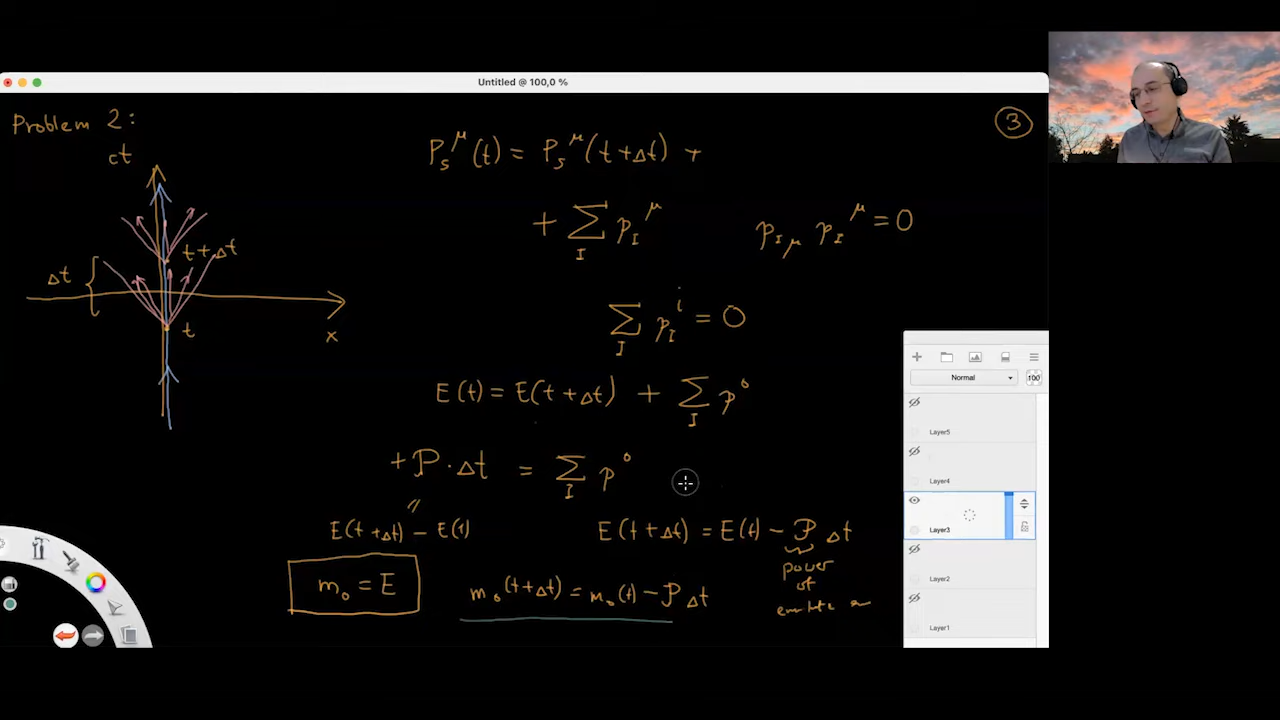 Untitled @ 100,0 %
Problem 2:
3
ct
P_s^μ(t) = P_s^μ(t+Δt) +
+ Σ_I p_I^μ p_{Iμ} p_I^μ = 0
t+Δt
Δt {
t
x
Σ_I p_I^i = 0
E(t) = E(t+Δt) + Σ_I p^0
+ P·Δt = Σ_I p^0
"
E(t+Δt) - E(t)
E(t+Δt) = E(t) - P Δt
power
of
m_0 = E
m_0(t+Δt) = m_0(t) - P Δt
Normal
100
Layer5
Layer4
Layer3
Layer2
Layer1